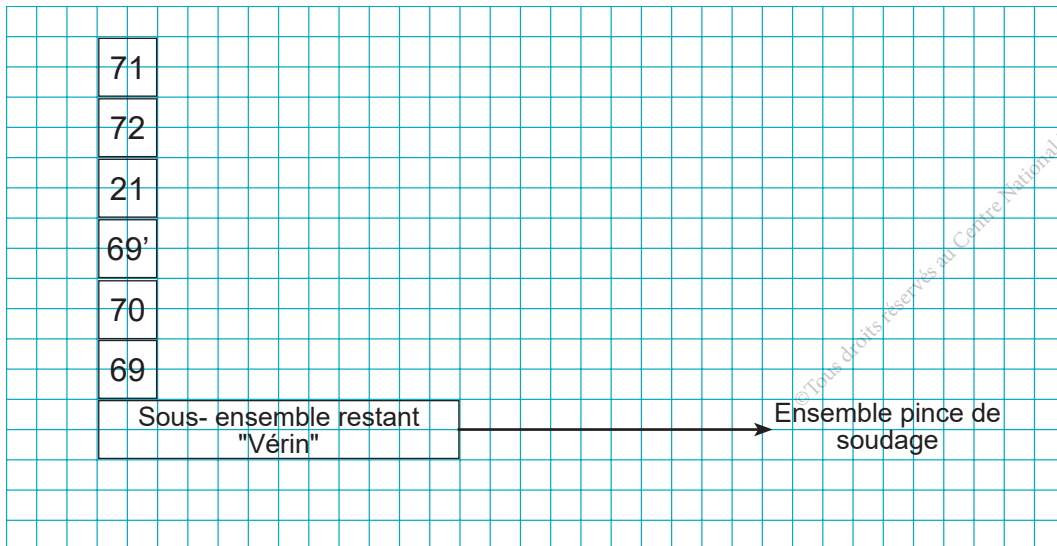 71
72
21
69’
70
69
Sous- ensemble restant
"Vérin"
Ensemble pince de
soudage
©Tous droits réservés au Centre National